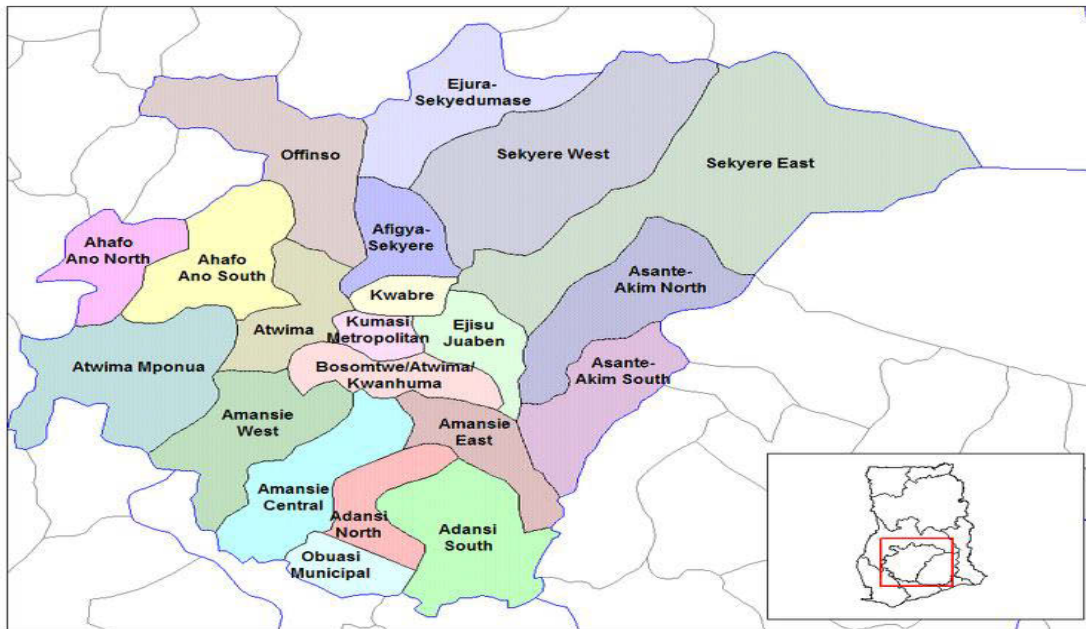 Ejura-
Sekyedumase
Offinso
Sekyere West
Sekyere East
Afigya-
Sekyere
Ahafo
Ano North
Ahafo
Ano South
Asante-
Akim North
Kwabre
Atwima
Kumasi
Metropolitan
Ejisu
Juaben
Atwima Mponua
Bosomtwe/Atwima/
Kwanhuma
Asante-
Akim South
Amansie
West
Amansie
East
Amansie
Central
Adansi
North
Adansi
South
Obuasi
Municipal